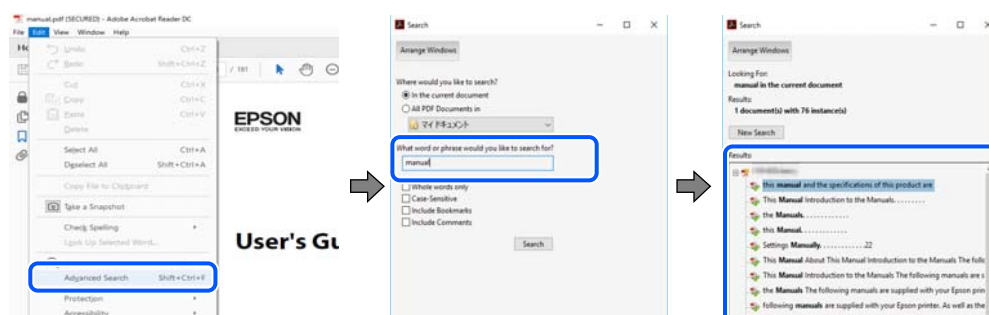 manual.pdf (SECURED) - Adobe Acrobat Reader DC
File Edit View Window Help
Undo Ctrl+Z
Redo Shift+Ctrl+Z
Cut Ctrl+X
Copy Ctrl+C
Paste Ctrl+V
Delete
Select All Ctrl+A
Deselect All Shift+Ctrl+A
Copy File to Clipboard
Take a Snapshot
Check Spelling
Look Up Selected Word...
Advanced Search Shift+Ctrl+F
Protection
Accessibility
/ 181
EPSON
EXCEED YOUR VISION
User's Gu
Search
Arrange Windows
Where would you like to search?
In the current document
All PDF Documents in
マイ ドキュメント
What word or phrase would you like to search for?
manual
Whole words only
Case-Sensitive
Include Bookmarks
Include Comments
Search
Search
Arrange Windows
Looking For:
manual in the current document
Results:
1 document(s) with 76 instance(s)
New Search
Results:
this manual and the specifications of this product are
This Manual Introduction to the Manuals. . . . . . . .
the Manuals. . . . . . . . . . . .
this Manual. . . . . . . . . . . .
Settings Manually. . . . . . . . . . . .22
This Manual About This Manual Introduction to the Manuals The follo
This Manual Introduction to the Manuals The following manuals are s
the Manuals The following manuals are supplied with your Epson prin
following manuals are supplied with your Epson printer. As well as the